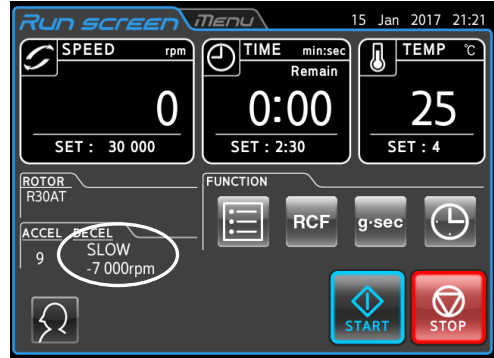 Run screen Menu 15 Jan 2017 21:21
SPEED rpm
0
SET : 30 000
TIME min:sec
Remain
0:00
SET : 2:30
TEMP ℃
25
SET : 4
ROTOR
R30AT
ACCEL
9
DECEL
SLOW
-7 000rpm
FUNCTION
RCF
g·sec
START
STOP